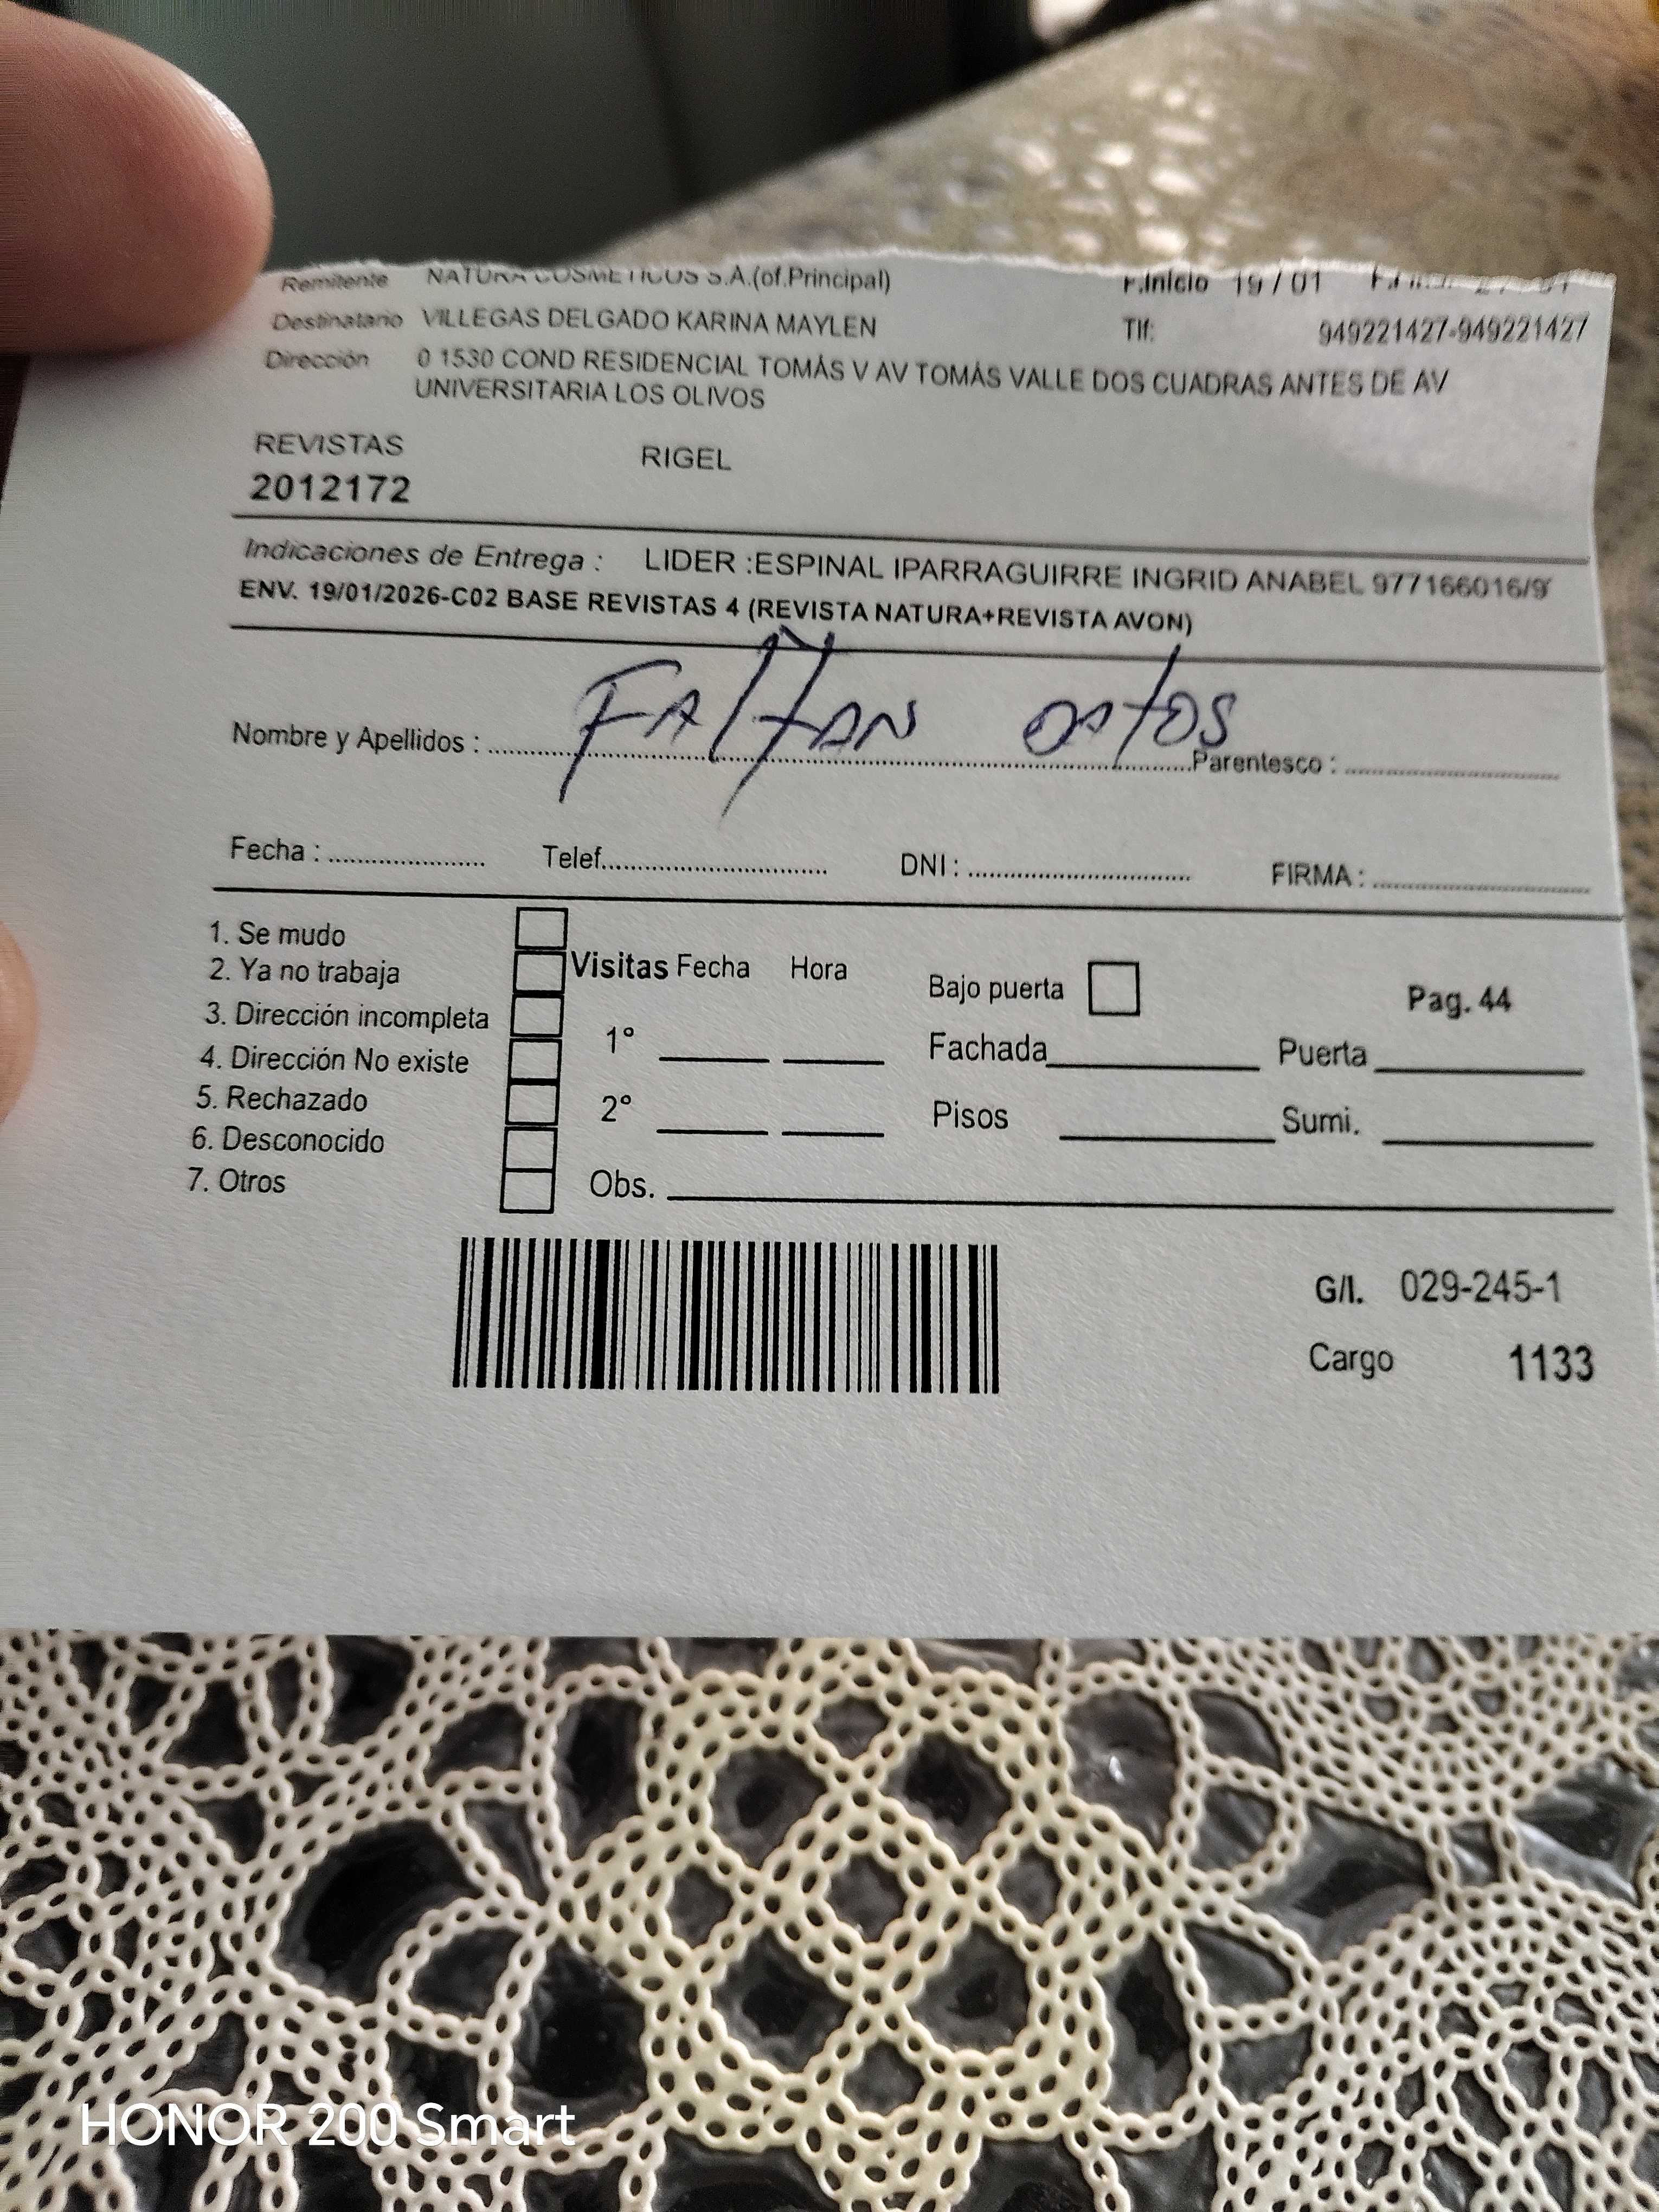 Remitente NATURA COSMETICOS S.A.(of.Principal) F.Inicio 19 / 01
Destinatario VILLEGAS DELGADO KARINA MAYLEN Tlf: 949221427-949221427
Dirección 0 1530 COND RESIDENCIAL TOMÁS V AV TOMÁS VALLE DOS CUADRAS ANTES DE AV
UNIVERSITARIA LOS OLIVOS
REVISTAS RIGEL
2012172
Indicaciones de Entrega : LIDER :ESPINAL IPARRAGUIRRE INGRID ANABEL 977166016/9
ENV. 19/01/2026-C02 BASE REVISTAS 4 (REVISTA NATURA+REVISTA AVON)
FALTAN
Nombre y Apellidos : Parentesco :
Fecha : Telef. DNI : FIRMA :
1. Se mudo
2. Ya no trabaja Visitas Fecha Hora Bajo puerta Pag. 44
3. Dirección incompleta 1° Fachada Puerta
4. Dirección No existe
5. Rechazado 2° Pisos Sumi.
6. Desconocido
7. Otros Obs.
G/I. 029-245-1
Cargo 1133
HONOR 200 Smart